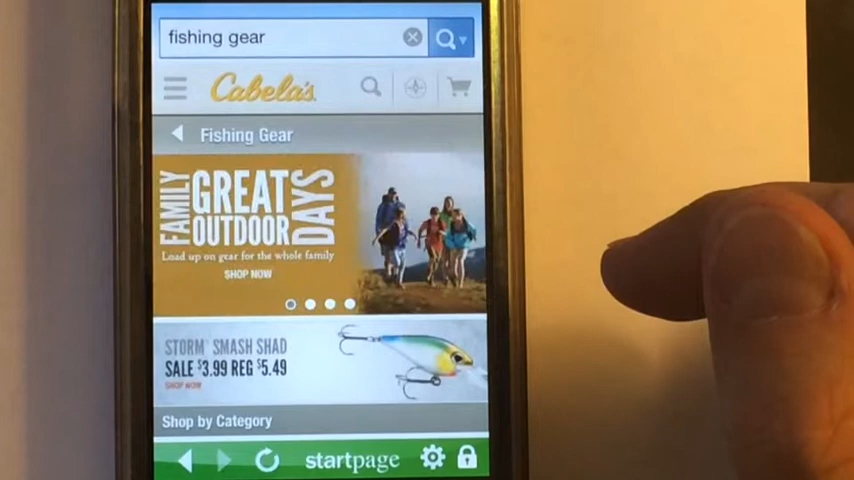 fishing gear
Cabela's
Fishing Gear
FAMILY
GREAT
OUTDOOR
DAYS
Load up on gear for the whole family
SHOP NOW
STORM® SMASH SHAD
SALE $3.99 REG $5.49
SHOP NOW
Shop by Category
startpage